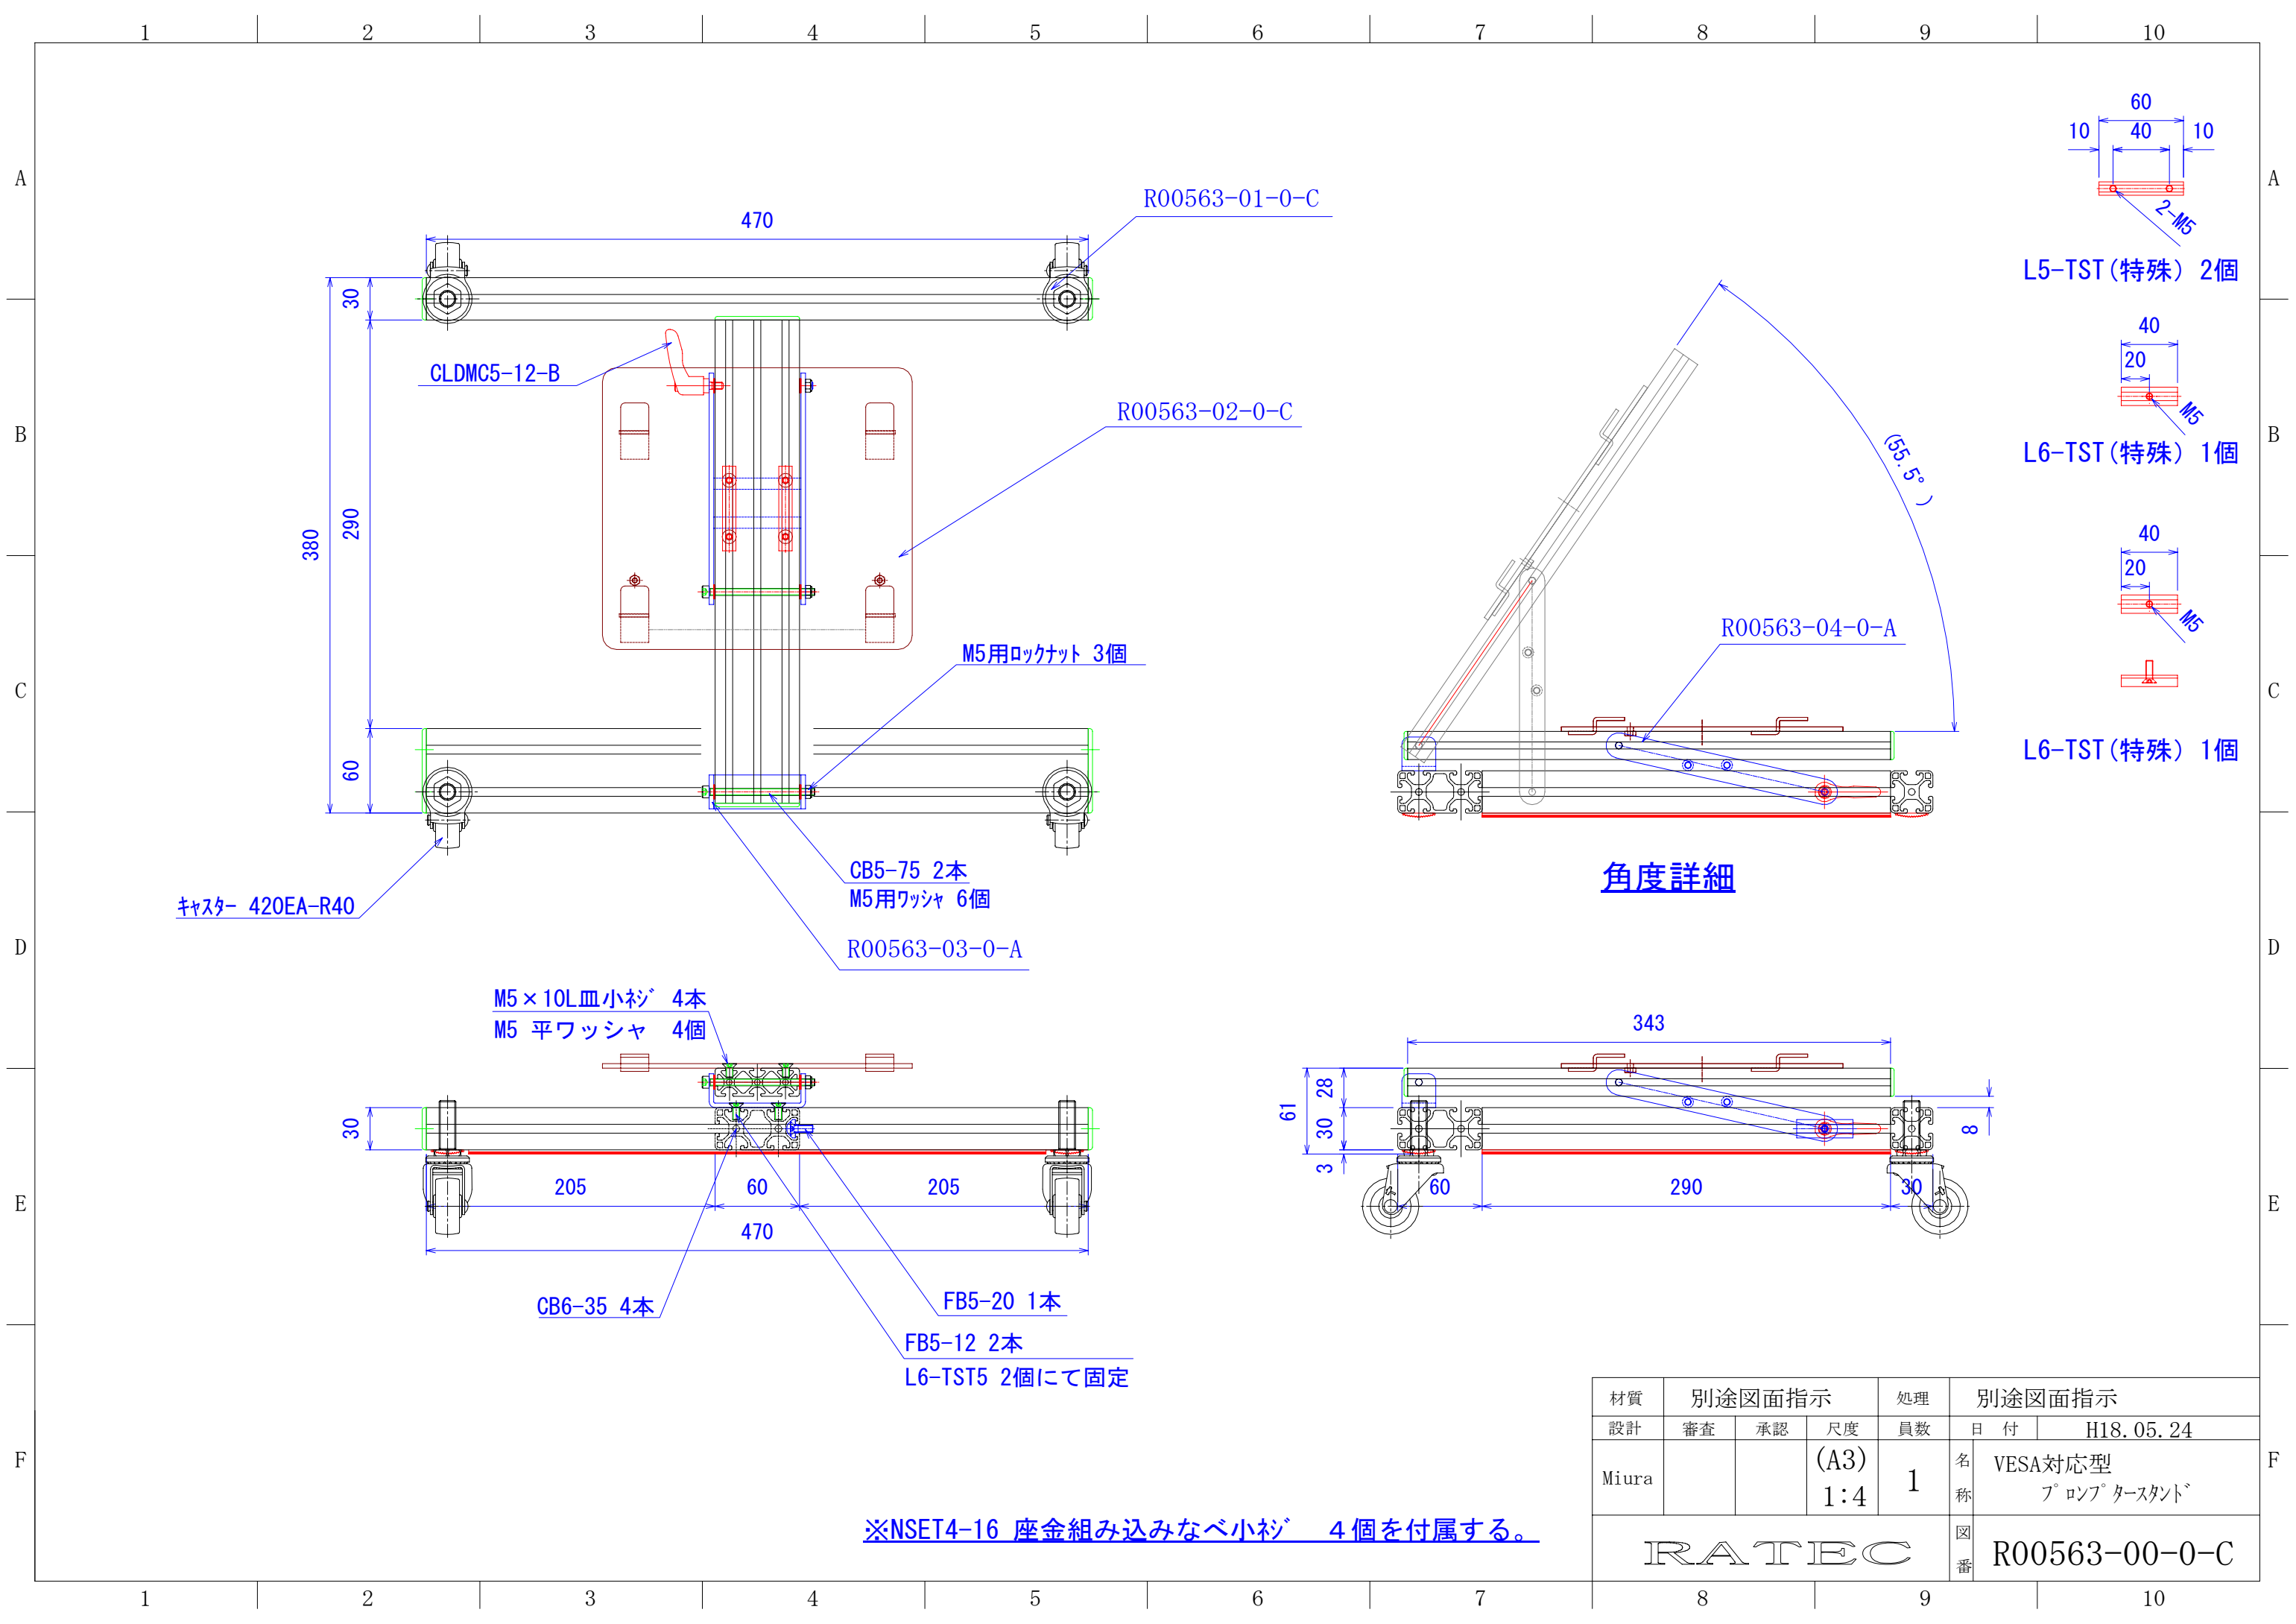 1 2 3 4 5 6 7 8 9 10
A
B
C
D
E
F
A
B
C
D
E
F
470
R00563-01-0-C
30
380
290
60
CLDMC5-12-B
R00563-02-0-C
M5用ﾛｯｸﾅｯﾄ 3個
CB5-75 2本
M5用ﾜｯｼｬ 6個
R00563-03-0-A
ｷｬｽﾀｰ 420EA-R40
(55.5°)
R00563-04-0-A
角度詳細
60
10 40 10
2-M5
L5-TST(特殊) 2個
40
20
M5
L6-TST(特殊) 1個
40
20
M5
L6-TST(特殊) 1個
M5×10L皿小ﾈｼﾞ 4本
M5 平ワッシャ 4個
30
205 60 205
470
CB6-35 4本
FB5-20 1本
FB5-12 2本
L6-TST5 2個にて固定
343
61
28
30
3
8
60 290 30
※NSET4-16 座金組み込みなべ小ﾈｼﾞ ４個を付属する。
材質 別途図面指示 処理 別途図面指示
設計 審査 承認 尺度 員数 日 付 H18.05.24
Miura (A3) 1:4 1
名称 VESA対応型
ﾌﾟﾛﾝﾌﾟﾀｰｽﾀﾝﾄﾞ
RATEC 図番 R00563-00-0-C
1 2 3 4 5 6 7 8 9 10